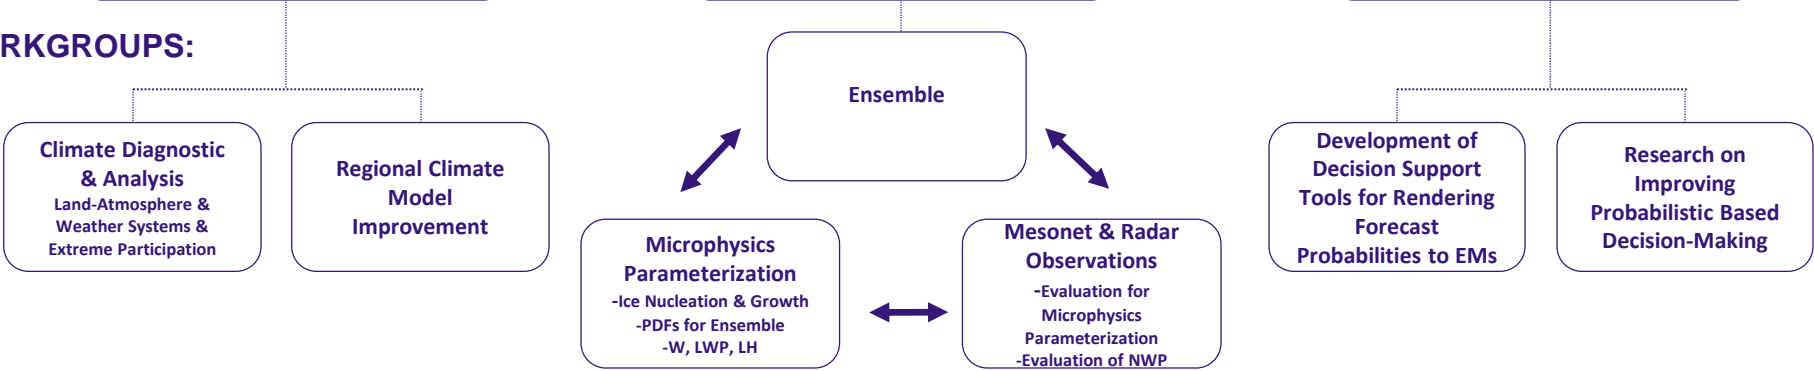 RKGROUPS:
Climate Diagnostic
& Analysis
Land-Atmosphere &
Weather Systems &
Extreme Participation
Regional Climate
Model
Improvement
Ensemble
Microphysics
Parameterization
-Ice Nucleation & Growth
-PDFs for Ensemble
-W, LWP, LH
Mesonet & Radar
Observations
-Evaluation for
Microphysics
Parameterization
-Evaluation of NWP
Development of
Decision Support
Tools for Rendering
Forecast
Probabilities to EMs
Research on
Improving
Probabilistic Based
Decision-Making